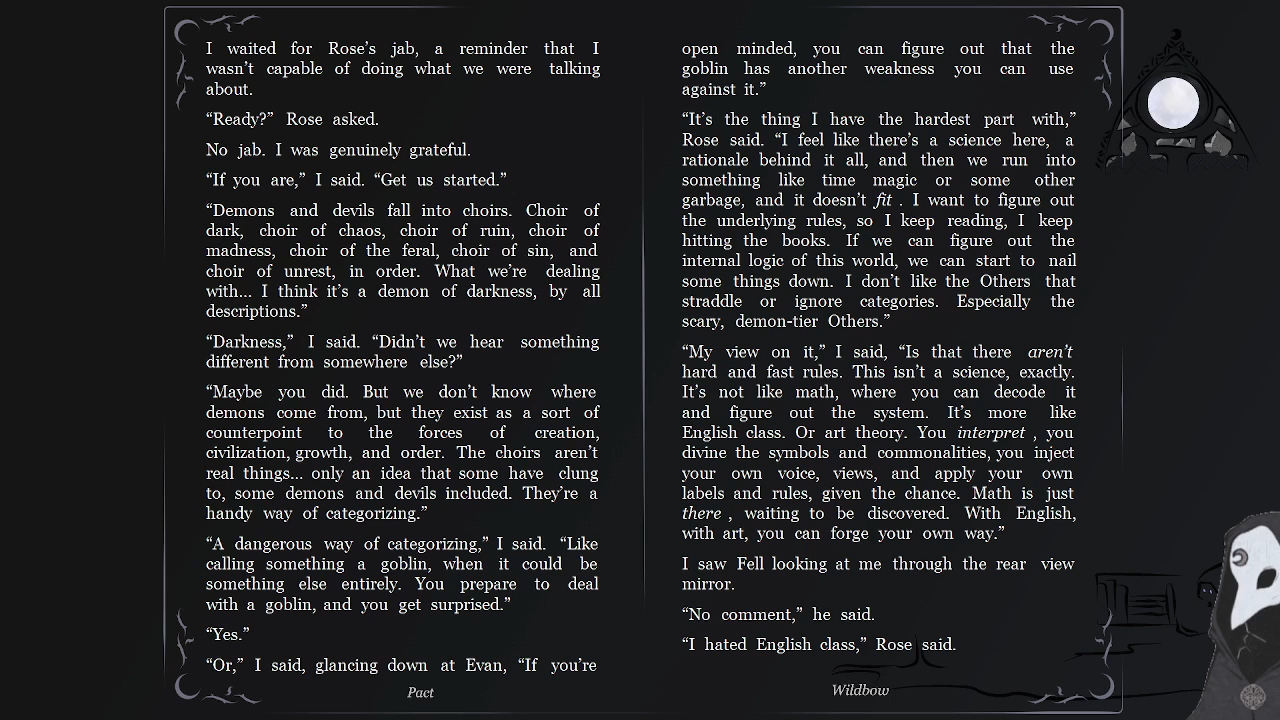 I waited for Rose’s jab, a reminder that I
wasn’t capable of doing what we were talking
about.
“Ready?” Rose asked.
No jab. I was genuinely grateful.
“If you are,” I said. “Get us started.”
“Demons and devils fall into choirs. Choir of
dark, choir of chaos, choir of ruin, choir of
madness, choir of the feral, choir of sin, and
choir of unrest, in order. What we’re dealing
with... I think it’s a demon of darkness, by all
descriptions.”
“Darkness,” I said. “Didn’t we hear something
different from somewhere else?”
“Maybe you did. But we don’t know where
demons come from, but they exist as a sort of
counterpoint to the forces of creation,
civilization, growth, and order. The choirs aren’t
real things... only an idea that some have clung
to, some demons and devils included. They’re a
handy way of categorizing.”
“A dangerous way of categorizing,” I said. “Like
calling something a goblin, when it could be
something else entirely. You prepare to deal
with a goblin, and you get surprised.”
“Yes.”
“Or,” I said, glancing down at Evan, “If you’re
Pact
open minded, you can figure out that the
goblin has another weakness you can use
against it.”
“It’s the thing I have the hardest part with,”
Rose said. “I feel like there’s a science here, a
rationale behind it all, and then we run into
something like time magic or some other
garbage, and it doesn’t fit . I want to figure out
the underlying rules, so I keep reading, I keep
hitting the books. If we can figure out the
internal logic of this world, we can start to nail
some things down. I don’t like the Others that
straddle or ignore categories. Especially the
scary, demon-tier Others.”
“My view on it,” I said, “Is that there aren’t
hard and fast rules. This isn’t a science, exactly.
It’s not like math, where you can decode it
and figure out the system. It’s more like
English class. Or art theory. You interpret , you
divine the symbols and commonalities, you inject
your own voice, views, and apply your own
labels and rules, given the chance. Math is just
there , waiting to be discovered. With English,
with art, you can forge your own way.”
I saw Fell looking at me through the rear view
mirror.
“No comment,” he said.
“I hated English class,” Rose said.
Wildbow